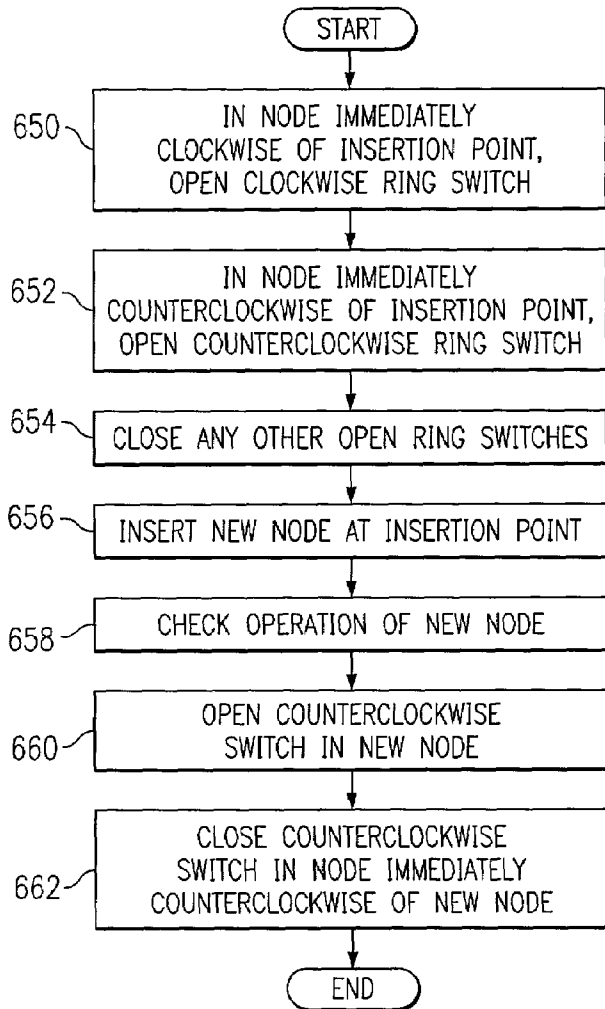 START
650
IN NODE IMMEDIATELY
CLOCKWISE OF INSERTION POINT,
OPEN CLOCKWISE RING SWITCH
652
IN NODE IMMEDIATELY
COUNTERCLOCKWISE OF INSERTION POINT,
OPEN COUNTERCLOCKWISE RING SWITCH
654
CLOSE ANY OTHER OPEN RING SWITCHES
656
INSERT NEW NODE AT INSERTION POINT
658
CHECK OPERATION OF NEW NODE
660
OPEN COUNTERCLOCKWISE
SWITCH IN NEW NODE
662
CLOSE COUNTERCLOCKWISE
SWITCH IN NODE IMMEDIATELY
COUNTERCLOCKWISE OF NEW NODE
END